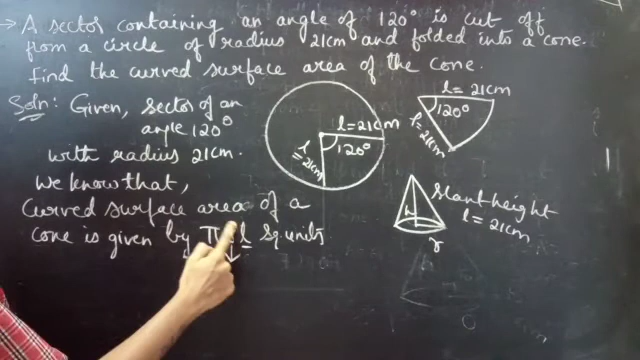 → A sector containing an angle of 120° is cut off
from a circle of radius 21cm and folded into a cone.
Find the curved surface area of the cone.
Soln: Given, sector of an
angle 120°
with radius 21cm.
We know that,
Curved surface area of a
cone is given by πrl sq.units
l=21cm
120°
l=21cm
l=21cm
120°
l=21cm
h
r
Slant height
l=21cm